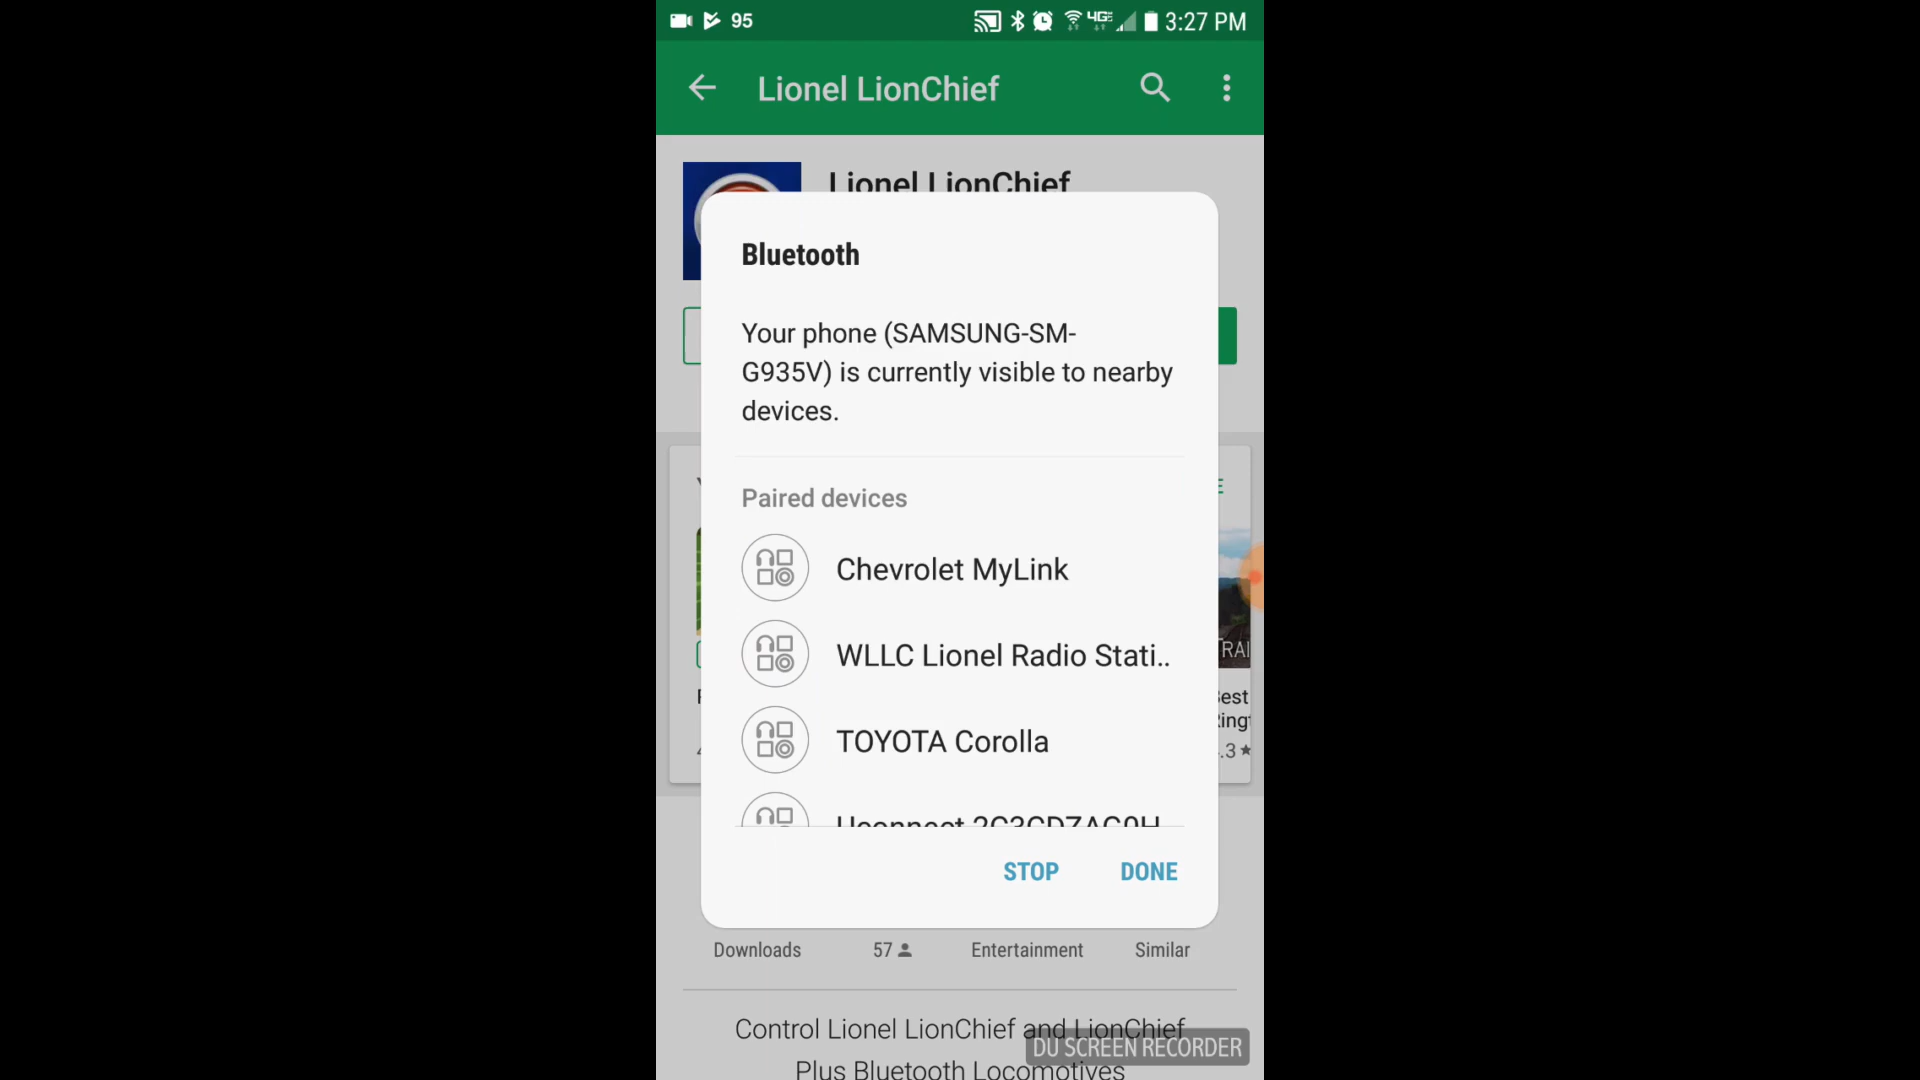 95
4G 3:27 PM
Lionel LionChief
Lionel LionChief
Bluetooth
Your phone (SAMSUNG-SM-
G935V) is currently visible to nearby
devices.
Paired devices
Chevrolet MyLink
WLLC Lionel Radio Stati..
TOYOTA Corolla
Uconnect
STOP
DONE
Downloads
57
Entertainment
Similar
Control Lionel LionChief and LionChief
DU SCREEN RECORDER
Plus Bluetooth Locomotives